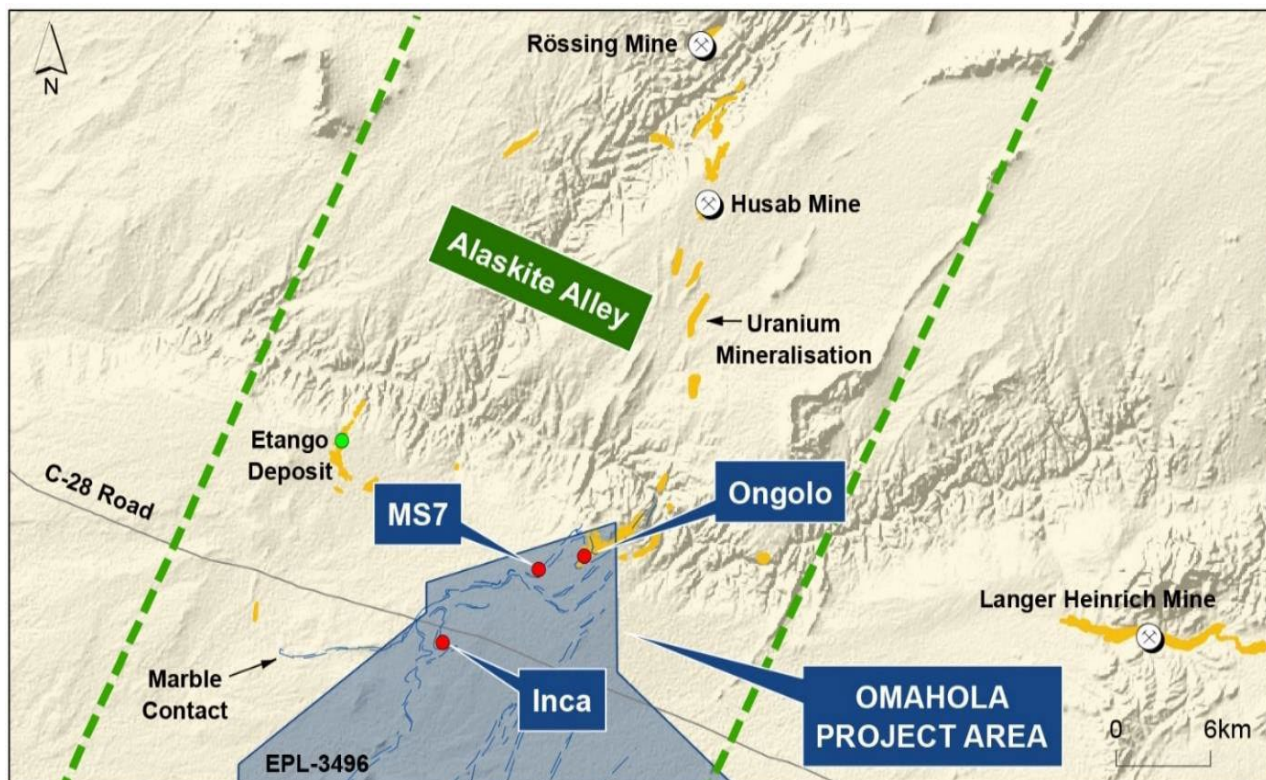 N
Rössing Mine
Husab Mine
Alaskite Alley
Uranium
Mineralisation
Etango
Deposit
C-28 Road
MS7
Ongolo
Langer Heinrich Mine
Marble
Contact
Inca
OMAHOLA
PROJECT AREA
0 6km
EPL-3496